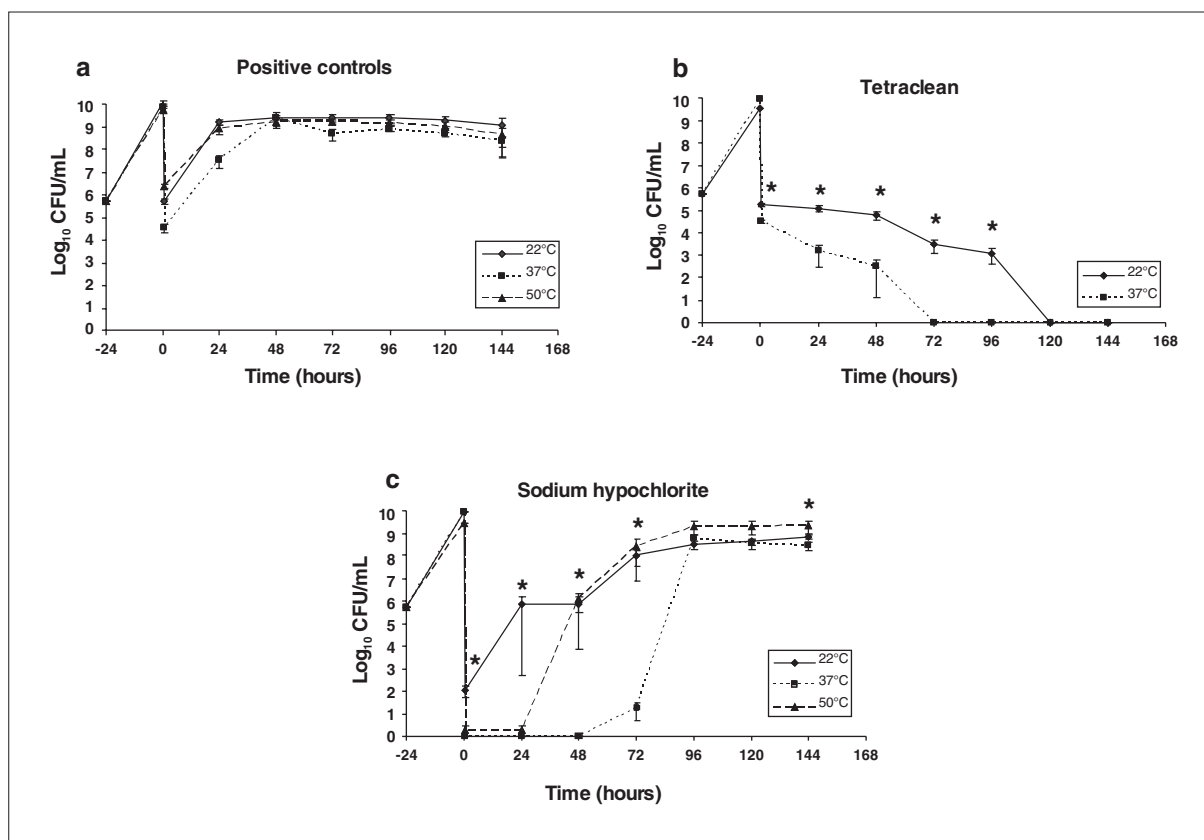 a
Positive controls
Log10 CFU/mL
10
9
8
7
6
5
4
3
2
1
0
-24 0 24 48 72 96 120 144 168
Time (hours)
22°C
37°C
50°C
b
Tetraclean
Log10 CFU/mL
10
9
8
7
6
5
4
3
2
1
0
* * * * *
-24 0 24 48 72 96 120 144 168
Time (hours)
22°C
37°C
c
Sodium hypochlorite
Log10 CFU/mL
10
9
8
7
6
5
4
3
2
1
0
* * * * *
-24 0 24 48 72 96 120 144 168
Time (hours)
22°C
37°C
50°C